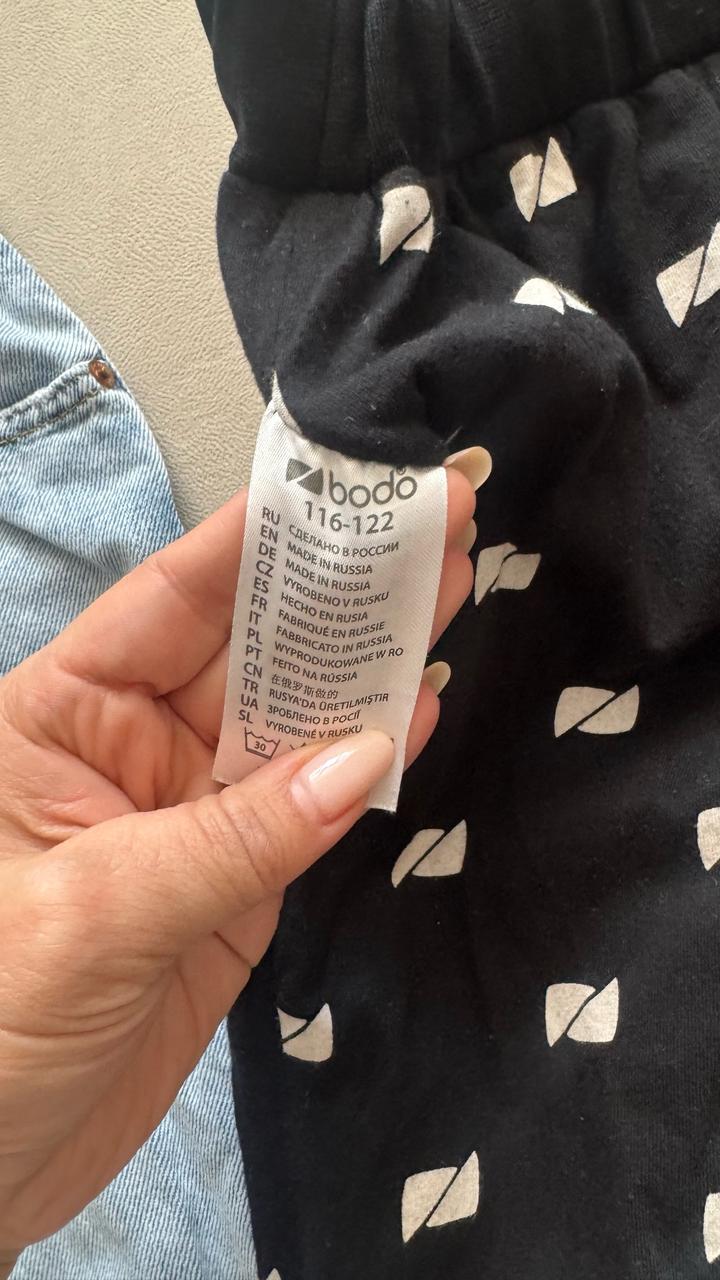 bodo
116-122
RU СДЕЛАНО В РОССИИ
EN MADE IN RUSSIA
DE MADE IN RUSSIA
CZ VYROBENO V RUSKU
ES HECHO EN RUSIA
FR FABRIQUÉ EN RUSSIE
IT FABBRICATO IN RUSSIA
PL WYPRODUKOWANE W RO
PT FEITO NA RÚSSIA
CN 在俄罗斯做的
TR RUSYA'DA ÜRETILMIŞTIR
UA ЗРОБЛЕНО В РОСІЇ
SL VYROBENÉ V RUSKU
30